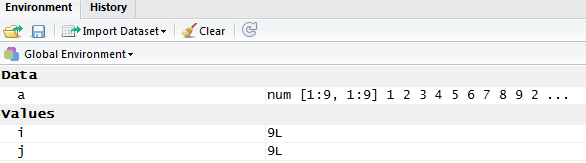 Environment History
Import Dataset Clear
Global Environment
Data
a num [1:9, 1:9] 1 2 3 4 5 6 7 8 9 2 ...
Values
i 9L
j 9L